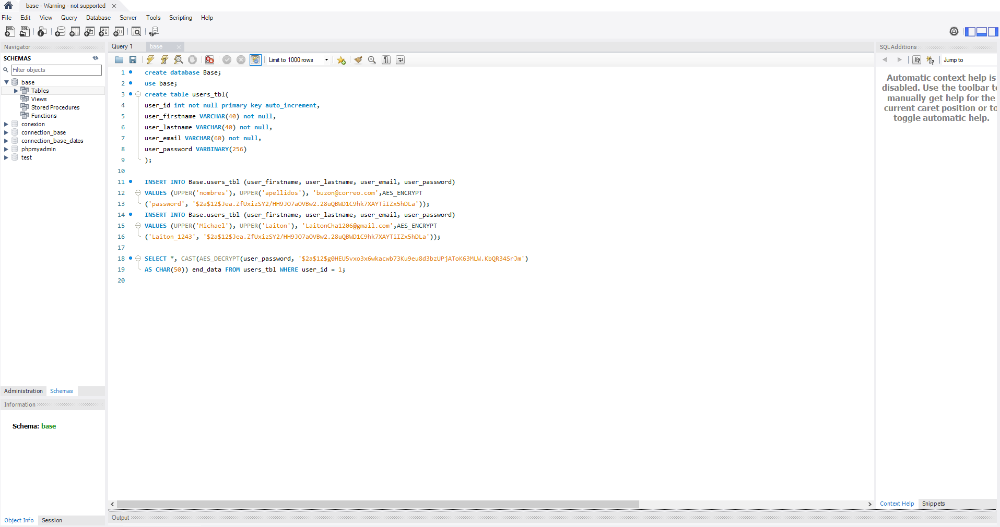 base - Warning - not supported
File Edit View Query Database Server Tools Scripting Help
Navigator
SCHEMAS
Filter objects
base
Tables
Views
Stored Procedures
Functions
conexion
connection_base
connection_base_datos
phpmyadmin
test
Administration Schemas
Information
Schema: base
Object Info Session
Query 1 base
Limit to 1000 rows
1 create database Base;
2 use base;
3 create table users_tbl(
4 user_id int not null primary key auto_increment,
5 user_firstname VARCHAR(40) not null,
6 user_lastname VARCHAR(40) not null,
7 user_email VARCHAR(60) not null,
8 user_password VARBINARY(256)
9 );
10
11 INSERT INTO Base.users_tbl (user_firstname, user_lastname, user_email, user_password)
12 VALUES (UPPER('nombres'), UPPER('apellidos'), 'buzon@correo.com',AES_ENCRYPT
13 ('password', '$2a$12$Jea.ZfUxizSY2/HH9JO7aOVBw2.28uQBWD1C9hk7XAYTiIZx5hDLa'));
14 INSERT INTO Base.users_tbl (user_firstname, user_lastname, user_email, user_password)
15 VALUES (UPPER('Michael'), UPPER('Laiton'), 'LaitonCha1206@gmail.com',AES_ENCRYPT
16 ('Laiton_1243', '$2a$12$Jea.ZfUxizSY2/HH9JO7aOVBw2.28uQBWD1C9hk7XAYTiIZx5hDLa'));
17
18 SELECT *, CAST(AES_DECRYPT(user_password, '$2a$12$g0HEU5vxo3x6wkacwb73Ku9eu8d3bzUPjAToK63MLW.KbQR34SrJm')
19 AS CHAR(50)) end_data FROM users_tbl WHERE user_id = 1;
20
Output
SQLAdditions
Jump to
Automatic context help is
disabled. Use the toolbar to
manually get help for the
current caret position or to
toggle automatic help.
Context Help Snippets